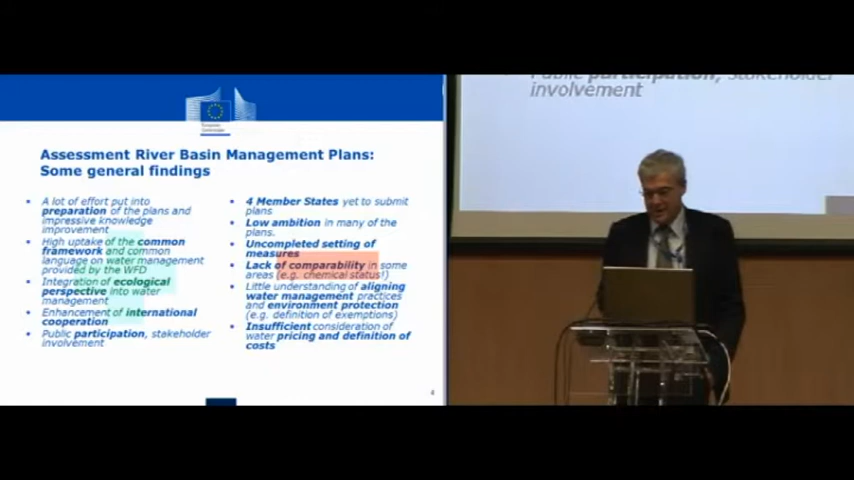 European
Commission
Assessment River Basin Management Plans:
Some general findings
• A lot of effort put into
preparation of the plans and
impressive knowledge
improvement
• High uptake of the common
framework and common
language on water management
provided by the WFD
• Integration of ecological
perspective into water
management
• Enhancement of international
cooperation
• Public participation, stakeholder
involvement
• 4 Member States yet to submit
plans
• Low ambition in many of the
plans.
• Uncompleted setting of
measures
• Lack of comparability in some
areas (e.g. chemical status!)
• Little understanding of aligning
water management practices
and environment protection
(e.g. definition of exemptions)
• Insufficient consideration of
water pricing and definition of
costs
4
Public participation, stakeholder
involvement